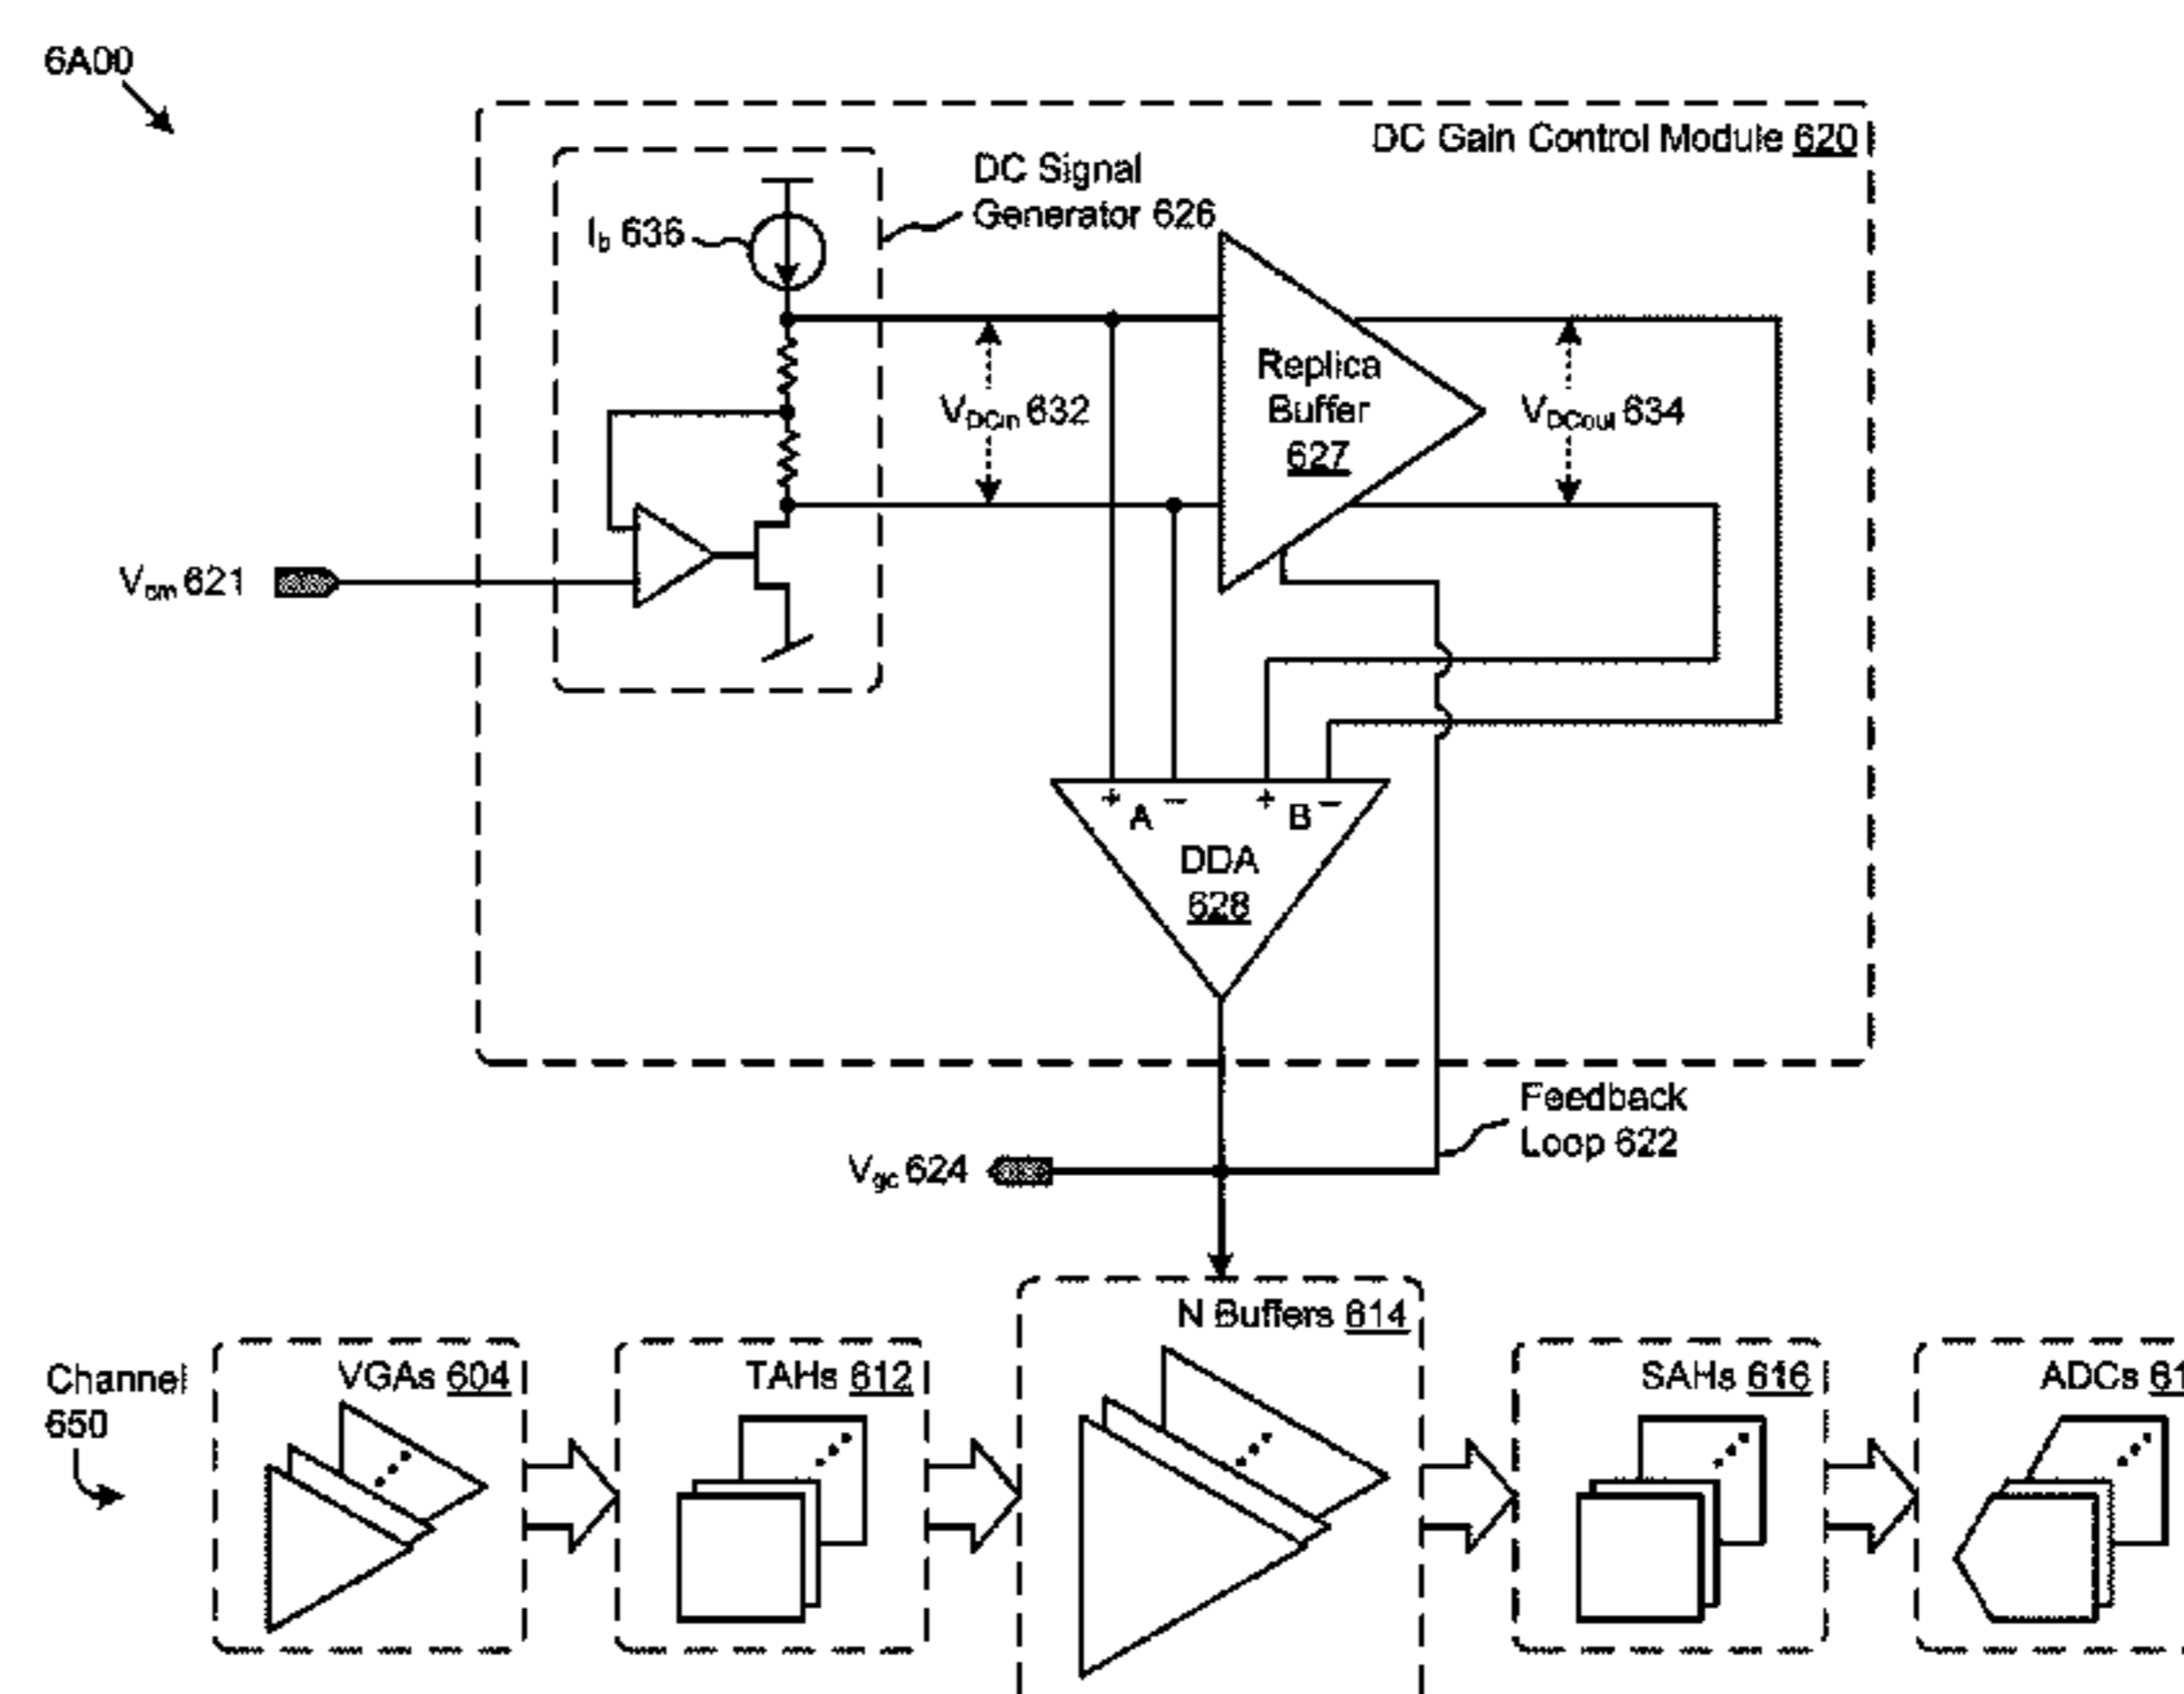 6A00
DC Gain Control Module 620
DC Signal
Generator 626
Ib 636
Replica
Buffer
627
VDCin 632
VDCout 634
Vcm 621
+ A − + B −
DDA
628
Feedback
Loop 622
Vgc 624
N Buffers 614
Channel
650
VGAs 604
TAHs 612
SAHs 616
ADCs